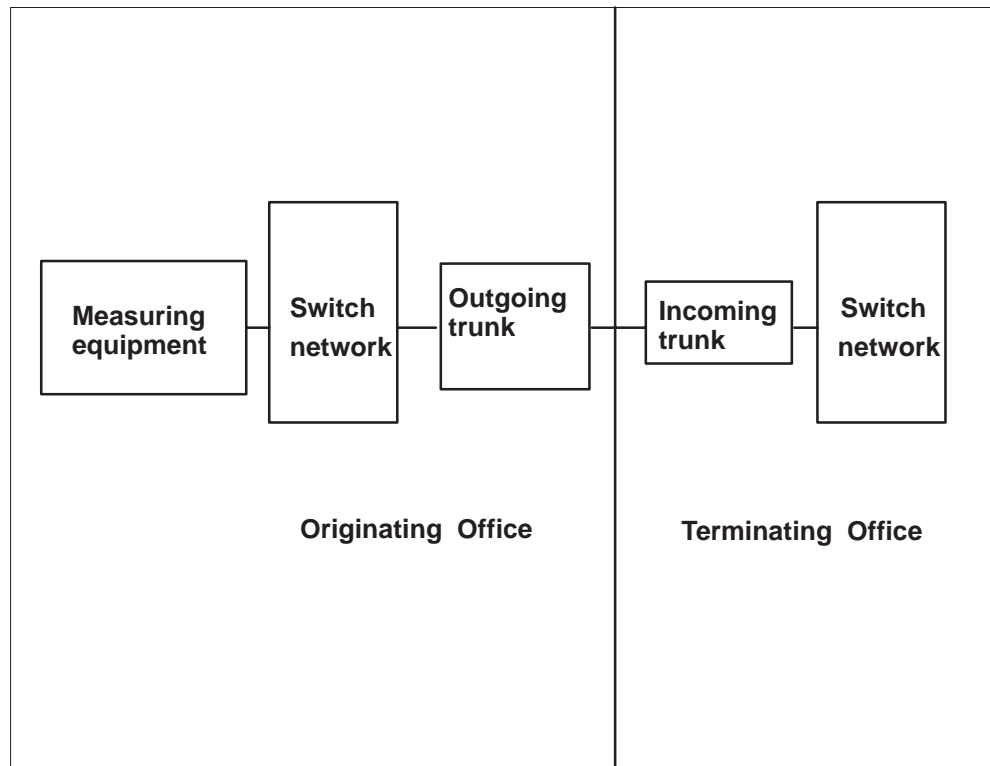 Measuring
equipment
Switch
network
Outgoing
trunk
Incoming
trunk
Switch
network
Originating Office
Terminating Office